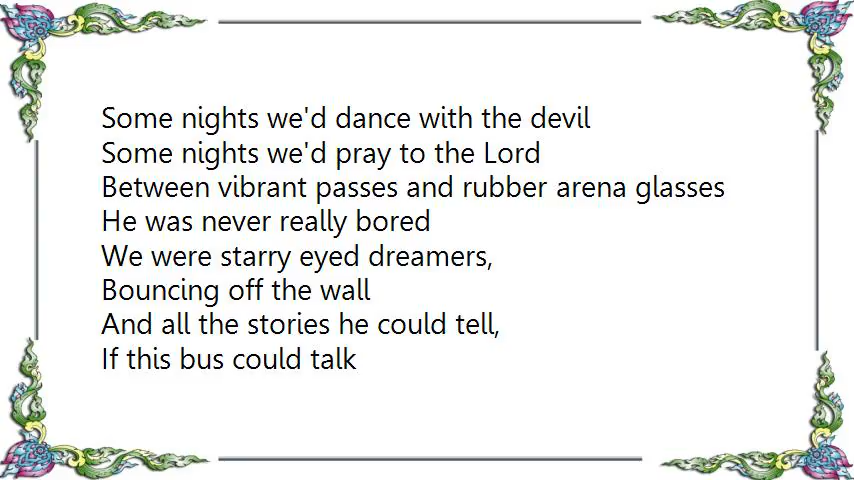 Some nights we'd dance with the devil
Some nights we'd pray to the Lord
Between vibrant passes and rubber arena glasses
He was never really bored
We were starry eyed dreamers,
Bouncing off the wall
And all the stories he could tell,
If this bus could talk